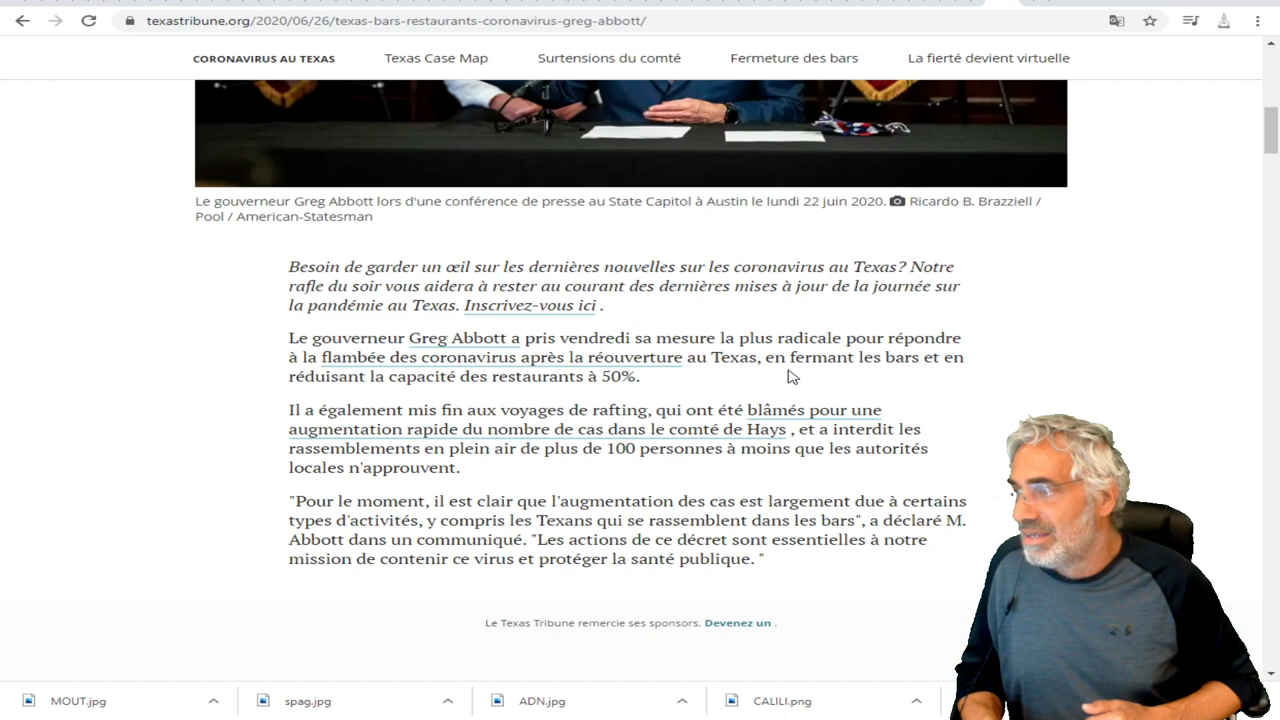 texastribune.org/2020/06/26/texas-bars-restaurants-coronavirus-greg-abbott/
CORONAVIRUS AU TEXAS Texas Case Map Surtensions du comté Fermeture des bars La fierté devient virtuelle
Le gouverneur Greg Abbott lors d'une conférence de presse au State Capitol à Austin le lundi 22 juin 2020. Ricardo B. Brazziell /
Pool / American-Statesman
Besoin de garder un œil sur les dernières nouvelles sur les coronavirus au Texas? Notre
rafle du soir vous aidera à rester au courant des dernières mises à jour de la journée sur
la pandémie au Texas. Inscrivez-vous ici .
Le gouverneur Greg Abbott a pris vendredi sa mesure la plus radicale pour répondre
à la flambée des coronavirus après la réouverture au Texas, en fermant les bars et en
réduisant la capacité des restaurants à 50%.
Il a également mis fin aux voyages de rafting, qui ont été blâmés pour une
augmentation rapide du nombre de cas dans le comté de Hays , et a interdit les
rassemblements en plein air de plus de 100 personnes à moins que les autorités
locales n'approuvent.
"Pour le moment, il est clair que l'augmentation des cas est largement due à certains
types d'activités, y compris les Texans qui se rassemblent dans les bars", a déclaré M.
Abbott dans un communiqué. "Les actions de ce décret sont essentielles à notre
mission de contenir ce virus et protéger la santé publique. "
Le Texas Tribune remercie ses sponsors. Devenez un .
MOUT.jpg spag.jpg ADN.jpg CALILI.png